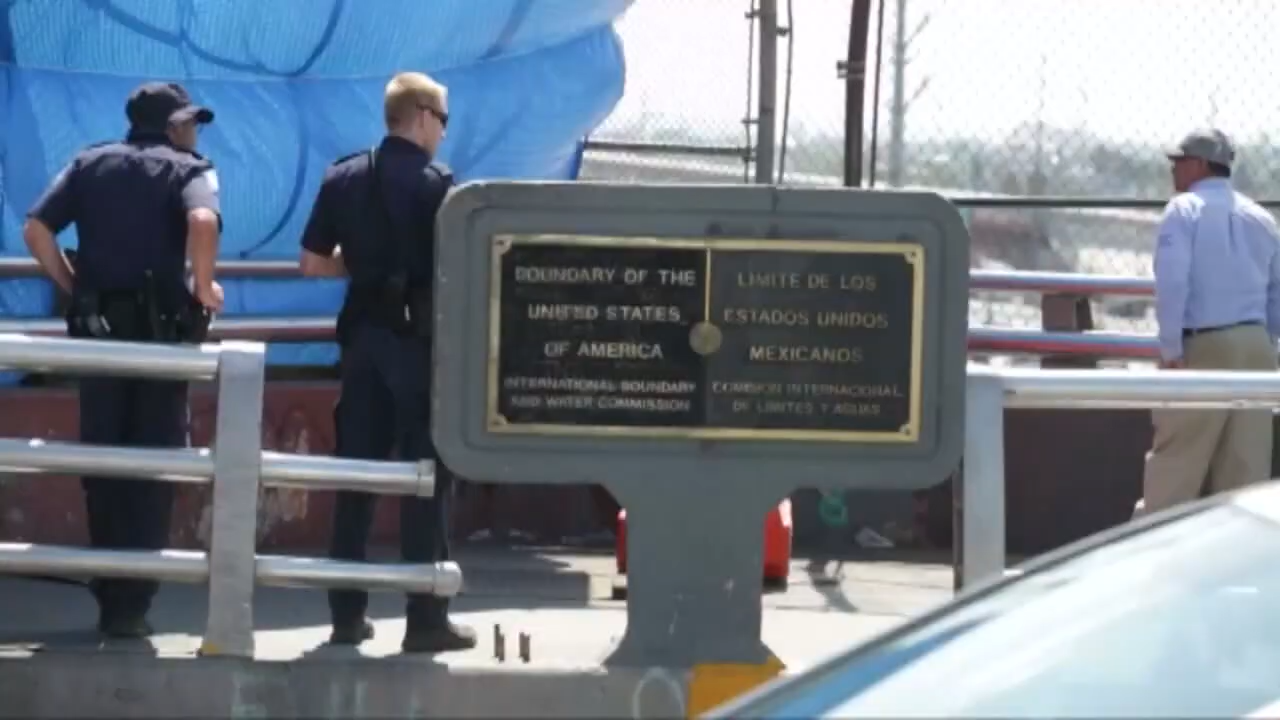 BOUNDARY OF THE
UNITED STATES
OF AMERICA
INTERNATIONAL BOUNDARY
AND WATER COMMISSION
LIMITE DE LOS
ESTADOS UNIDOS
MEXICANOS
COMISION INTERNACIONAL
DE LIMITES Y AGUAS